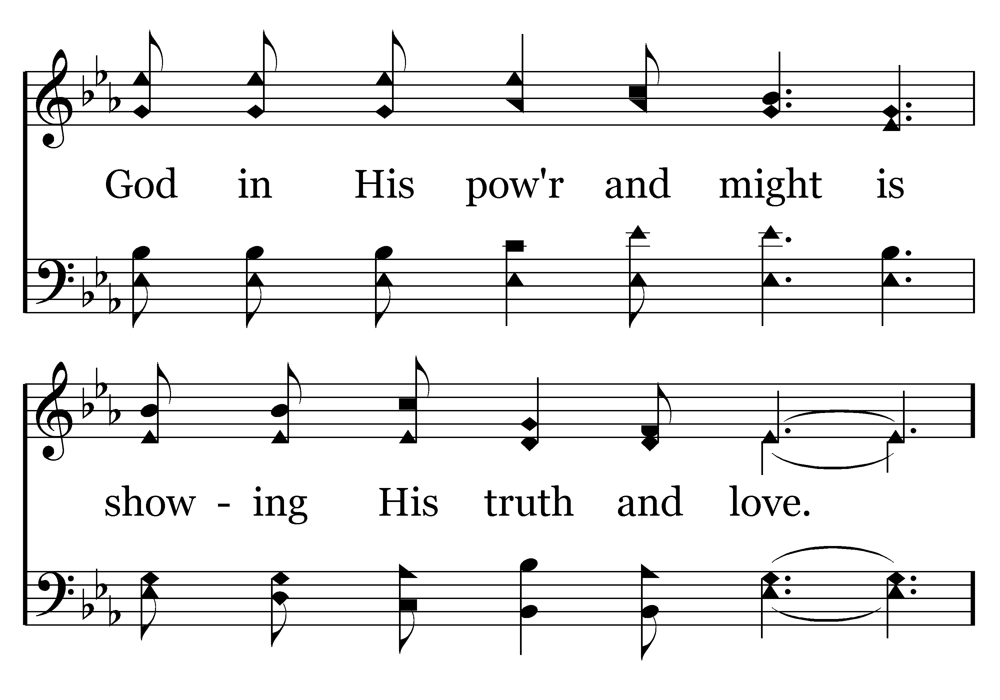 God in His pow'r and might is
show - ing His truth and love.